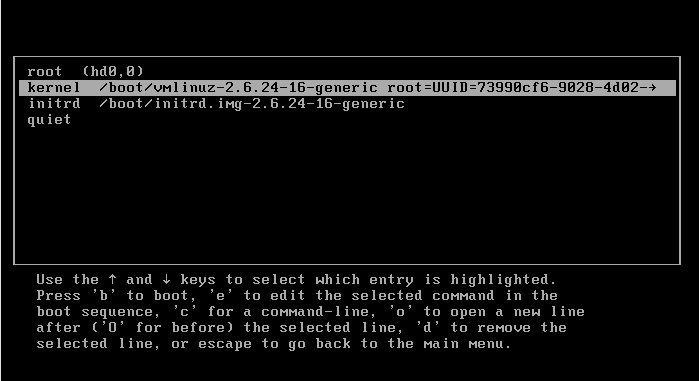 root (hd0,0)
kernel /boot/vmlinuz-2.6.24-16-generic root=UUID=73990cf6-9028-4d02-→
initrd /boot/initrd.img-2.6.24-16-generic
quiet
Use the ↑ and ↓ keys to select which entry is highlighted.
Press 'b' to boot, 'e' to edit the selected command in the
boot sequence, 'c' for a command-line, 'o' to open a new line
after ('O' for before) the selected line, 'd' to remove the
selected line, or escape to go back to the main menu.